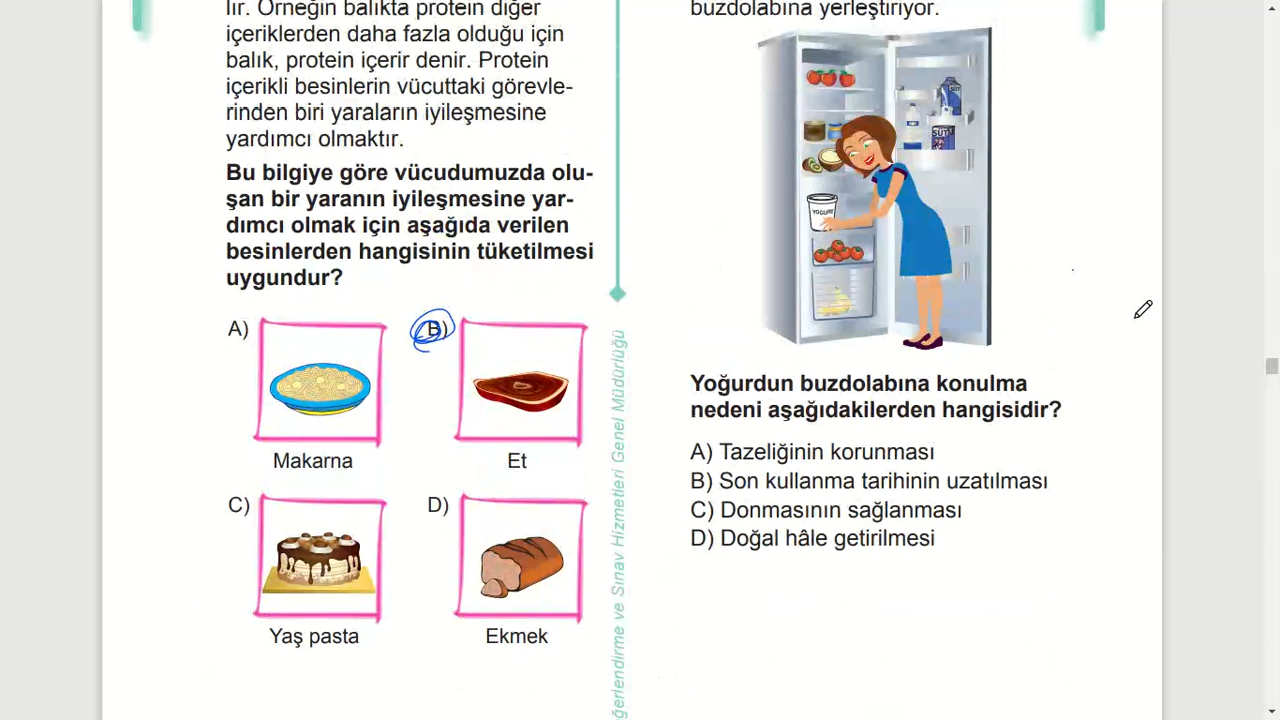 lir. Örneğin balıkta protein diğer
içeriklerden daha fazla olduğu için
balık, protein içerir denir. Protein
içerikli besinlerin vücuttaki görevle-
rinden biri yaraların iyileşmesine
yardımcı olmaktır.
Bu bilgiye göre vücudumuzda olu-
şan bir yaranın iyileşmesine yar-
dımcı olmak için aşağıda verilen
besinlerden hangisinin tüketilmesi
uygundur?
A)
B)
Makarna
Et
C)
D)
Yaş pasta
Ekmek
ğerlendirme ve Sınav Hizmetleri Genel Müdürlüğü
buzdolabına yerleştiriyor.
SÜT
SÜT
YOĞURT
Yoğurdun buzdolabına konulma
nedeni aşağıdakilerden hangisidir?
A) Tazeliğinin korunması
B) Son kullanma tarihinin uzatılması
C) Donmasının sağlanması
D) Doğal hâle getirilmesi